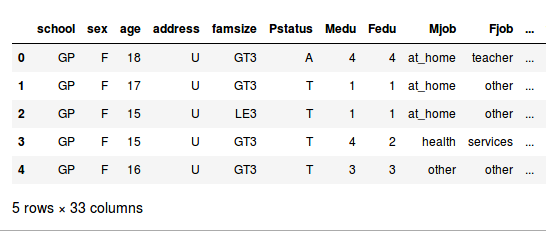 school sex age address famsize Pstatus Medu Fedu Mjob Fjob ...
0 GP F 18 U GT3 A 4 4 at_home teacher ...
1 GP F 17 U GT3 T 1 1 at_home other ...
2 GP F 15 U LE3 T 1 1 at_home other ...
3 GP F 15 U GT3 T 4 2 health services ...
4 GP F 16 U GT3 T 3 3 other other ...
5 rows × 33 columns